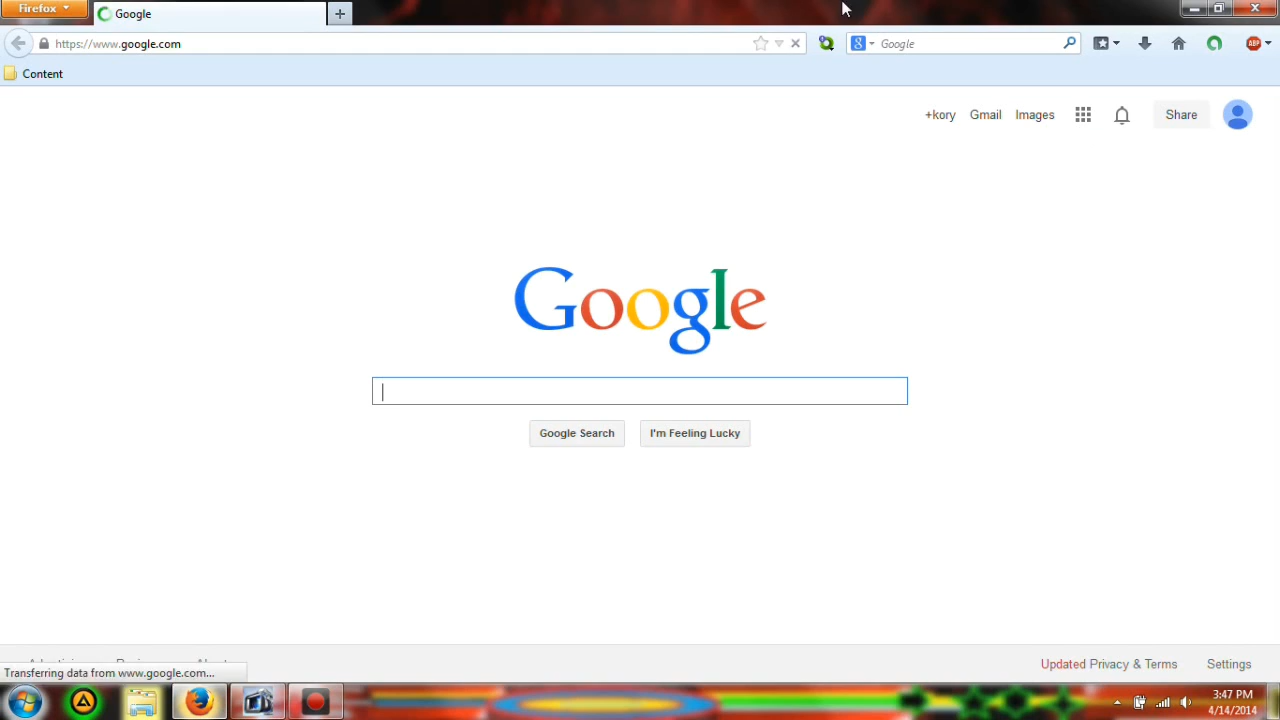 Firefox
Google
https://www.google.com
Google
Content
+kory
Gmail
Images
Share
Google
Google Search
I'm Feeling Lucky
Updated Privacy & Terms
Settings
Transferring data from www.google.com...
3:47 PM
4/14/2014